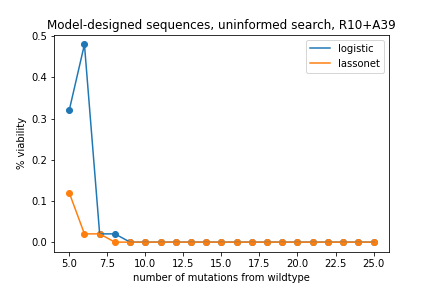 Model-designed sequences, uninformed search, R10+A39
logistic
lassonet
% viability
0.5
0.4
0.3
0.2
0.1
0.0
5.0 7.5 10.0 12.5 15.0 17.5 20.0 22.5 25.0
number of mutations from wildtype